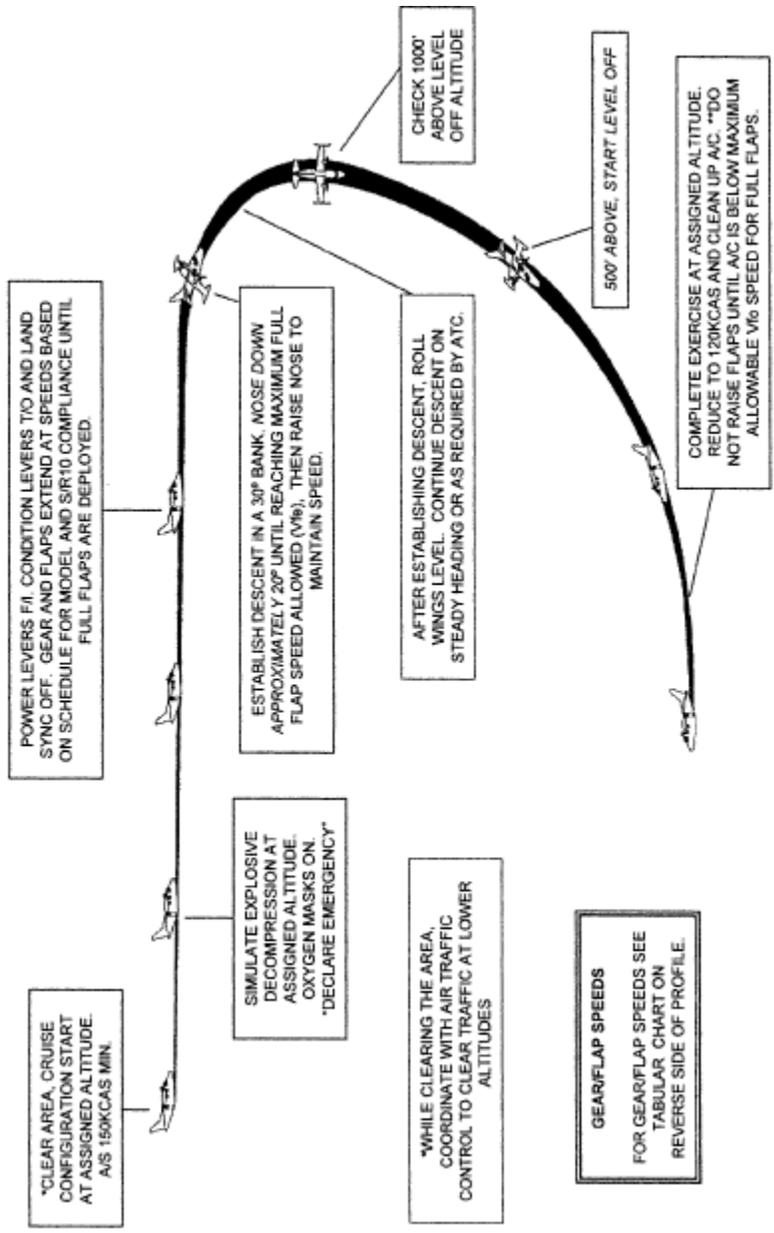 *CLEAR AREA, CRUISE
CONFIGURATION START
AT ASSIGNED ALTITUDE.
A/S 150KCAS MIN.
SIMULATE EXPLOSIVE
DECOMPRESSION AT
ASSIGNED ALTITUDE.
OXYGEN MASKS ON.
"DECLARE EMERGENCY"
POWER LEVERS F/I. CONDITION LEVERS T/O AND LAND
SYNC OFF. GEAR AND FLAPS EXTEND AT SPEEDS BASED
ON SCHEDULE FOR MODEL AND S/R10 COMPLIANCE UNTIL
FULL FLAPS ARE DEPLOYED.
ESTABLISH DESCENT IN A 30º BANK, NOSE DOWN
APPROXIMATELY 20º UNTIL REACHING MAXIMUM FULL
FLAP SPEED ALLOWED (Vfe), THEN RAISE NOSE TO
MAINTAIN SPEED.
AFTER ESTABLISHING DESCENT, ROLL
WINGS LEVEL. CONTINUE DESCENT ON
STEADY HEADING OR AS REQUIRED BY ATC.
CHECK 1000'
ABOVE LEVEL
OFF ALTITUDE
500' ABOVE, START LEVEL OFF
COMPLETE EXERCISE AT ASSIGNED ALTITUDE.
REDUCE TO 120KCAS AND CLEAN UP A/C. **DO
NOT RAISE FLAPS UNTIL A/C IS BELOW MAXIMUM
ALLOWABLE Vfo SPEED FOR FULL FLAPS.
*WHILE CLEARING THE AREA,
COORDINATE WITH AIR TRAFFIC
CONTROL TO CLEAR TRAFFIC AT LOWER
ALTITUDES
GEAR/FLAP SPEEDS
FOR GEAR/FLAP SPEEDS SEE
TABULAR CHART ON
REVERSE SIDE OF PROFILE.